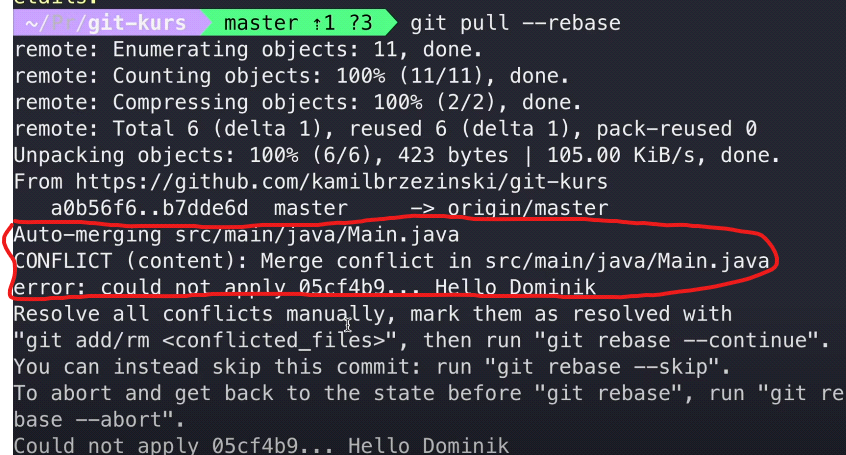 ~/ /git-kurs master ⇡1 ?3 git pull --rebase
remote: Enumerating objects: 11, done.
remote: Counting objects: 100% (11/11), done.
remote: Compressing objects: 100% (2/2), done.
remote: Total 6 (delta 1), reused 6 (delta 1), pack-reused 0
Unpacking objects: 100% (6/6), 423 bytes | 105.00 KiB/s, done.
From https://github.com/kamilbrzezinski/git-kurs
   a0b56f6..b7dde6d  master     -> origin/master
Auto-merging src/main/java/Main.java
CONFLICT (content): Merge conflict in src/main/java/Main.java
error: could not apply 05cf4b9... Hello Dominik
Resolve all conflicts manually, mark them as resolved with
"git add/rm <conflicted_files>", then run "git rebase --continue".
You can instead skip this commit: run "git rebase --skip".
To abort and get back to the state before "git rebase", run "git re
base --abort".
Could not apply 05cf4b9... Hello Dominik